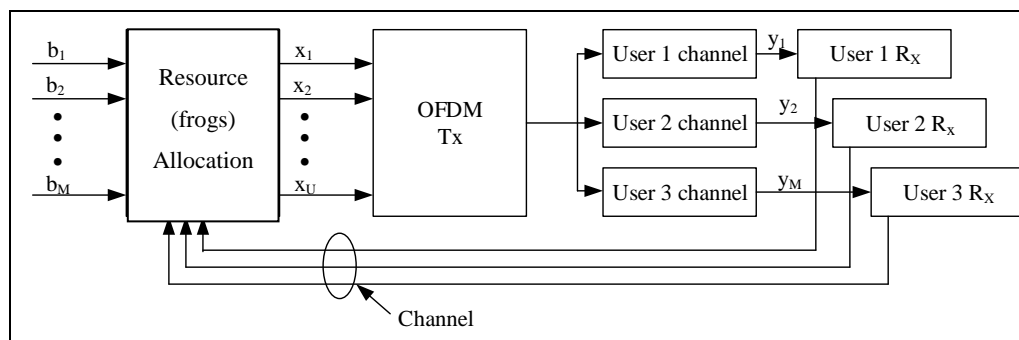 b1
b2
bM
Resource
(frogs)
Allocation
x1
x2
xU
OFDM
Tx
User 1 channel
User 2 channel
User 3 channel
y1
y2
yM
User 1 RX
User 2 RX
User 3 RX
Channel